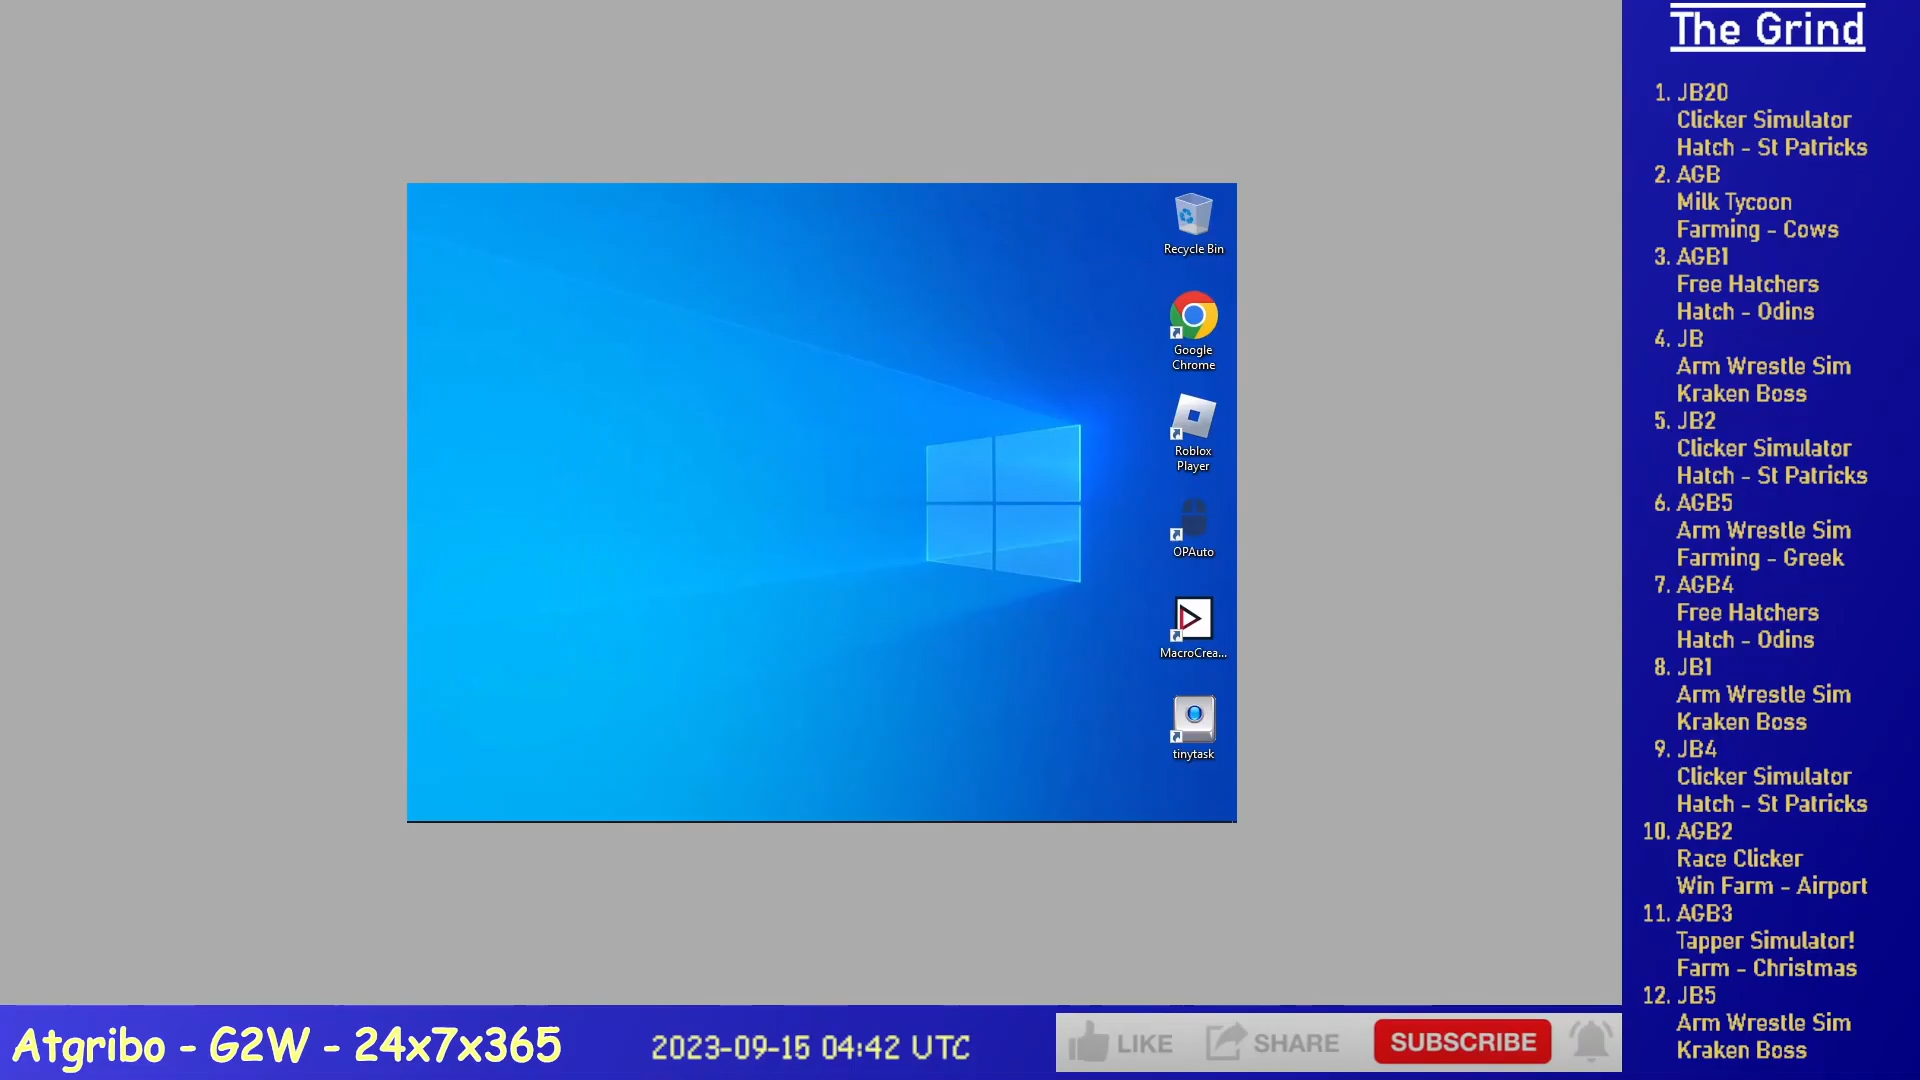 The Grind
1. JB20
Clicker Simulator
Hatch - St Patricks
2. AGB
Milk Tycoon
Farming - Cows
3. AGB1
Free Hatchers
Hatch - Odins
4. JB
Arm Wrestle Sim
Kraken Boss
5. JB2
Clicker Simulator
Hatch - St Patricks
6. AGB5
Arm Wrestle Sim
Farming - Greek
7. AGB4
Free Hatchers
Hatch - Odins
8. JB1
Arm Wrestle Sim
Kraken Boss
9. JB4
Clicker Simulator
Hatch - St Patricks
10. AGB2
Race Clicker
Win Farm - Airport
11. AGB3
Tapper Simulator!
Farm - Christmas
12. JB5
Arm Wrestle Sim
Kraken Boss
Recycle Bin
Google
Chrome
Roblox
Player
OPAuto
MacroCrea...
tinytask
Atgribo - G2W - 24x7x365
2023-09-15 04:42 UTC
LIKE
SHARE
SUBSCRIBE